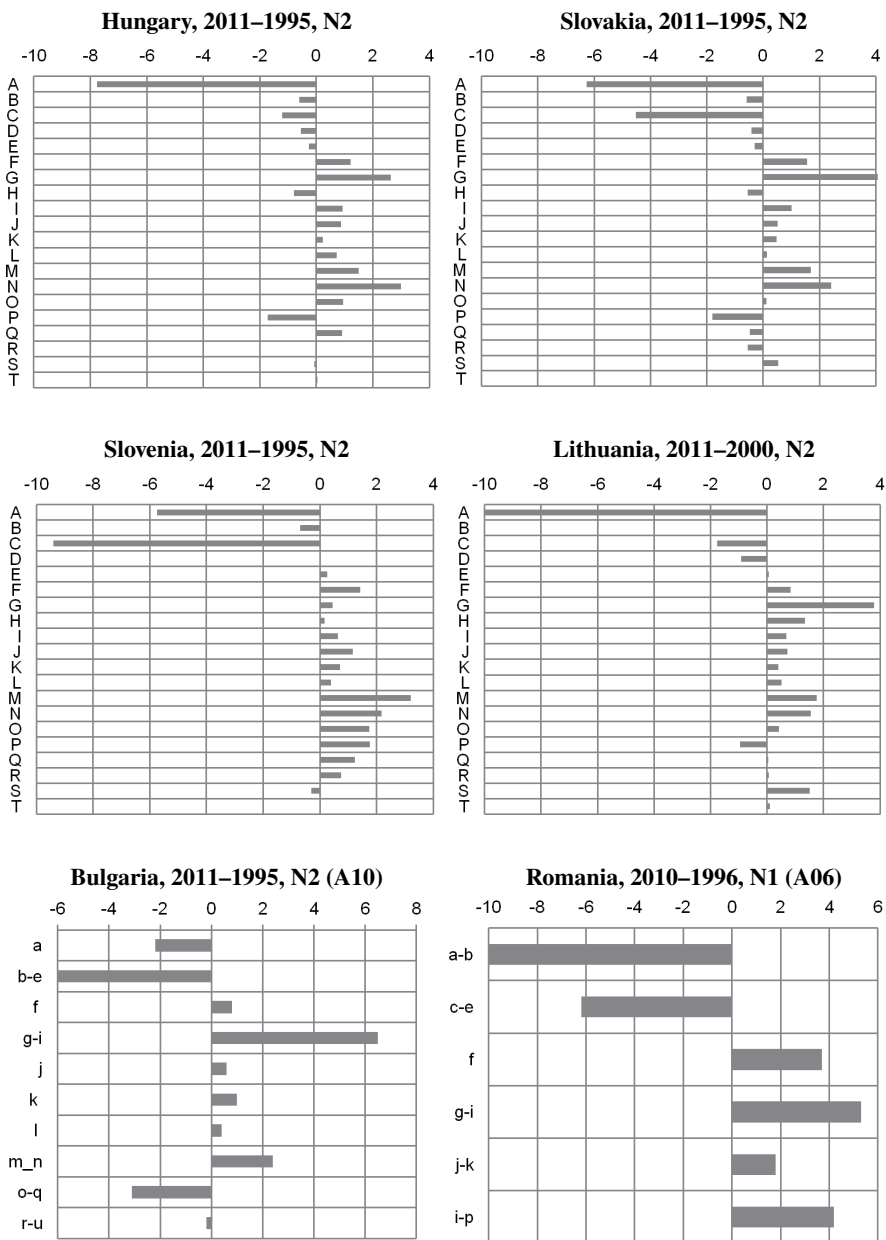 Hungary, 2011–1995, N2
-10 -8 -6 -4 -2 0 2 4
A
B
C
D
E
F
G
H
I
J
K
L
M
N
O
P
Q
R
S
T
Slovakia, 2011–1995, N2
-10 -8 -6 -4 -2 0 2 4
A
B
C
D
E
F
G
H
I
J
K
L
M
N
O
P
Q
R
S
T
Slovenia, 2011–1995, N2
-10 -8 -6 -4 -2 0 2 4
A
B
C
D
E
F
G
H
I
J
K
L
M
N
O
P
Q
R
S
T
Lithuania, 2011–2000, N2
-10 -8 -6 -4 -2 0 2 4
A
B
C
D
E
F
G
H
I
J
K
L
M
N
O
P
Q
R
S
T
Bulgaria, 2011–1995, N2 (A10)
-6 -4 -2 0 2 4 6 8
a
b-e
f
g-i
j
k
l
m_n
o-q
r-u
Romania, 2010–1996, N1 (A06)
-10 -8 -6 -4 -2 0 2 4 6
a-b
c-e
f
g-i
j-k
i-p